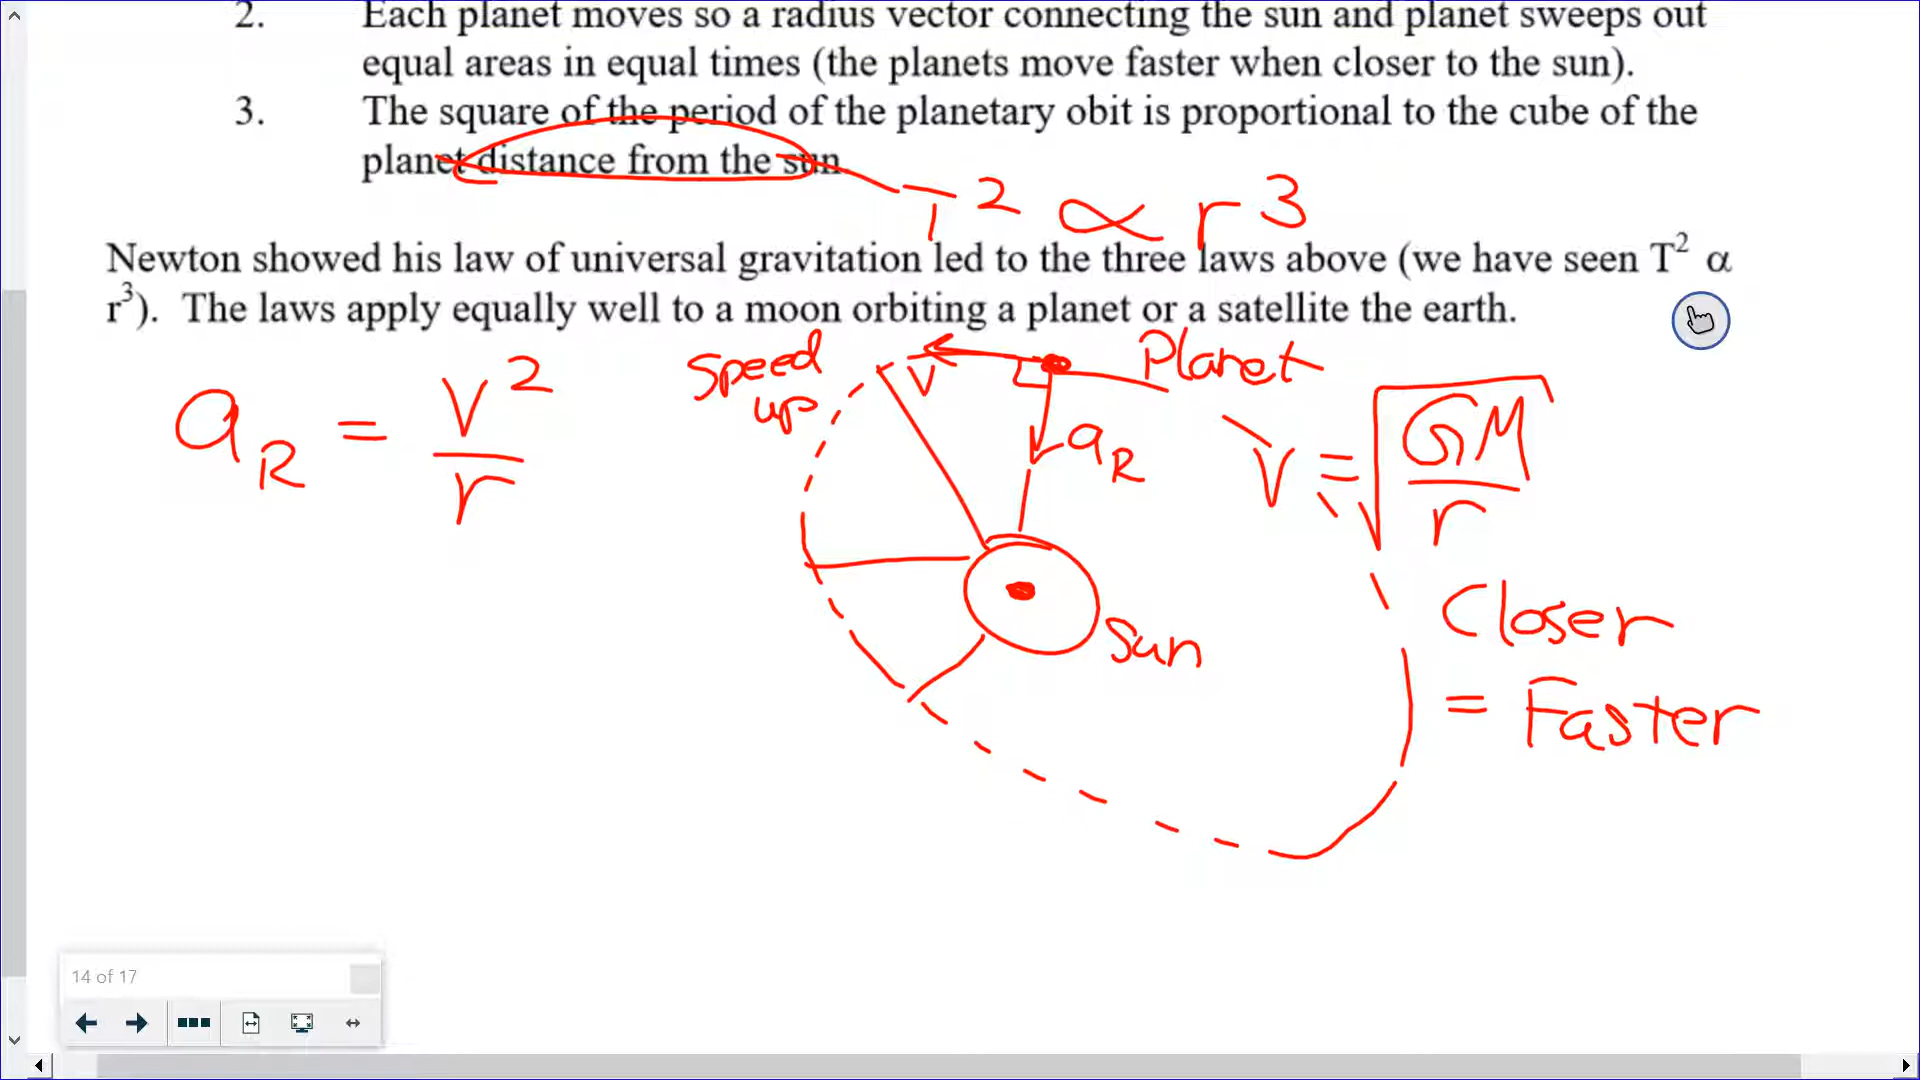 2. Each planet moves so a radius vector connecting the sun and planet sweeps out
equal areas in equal times (the planets move faster when closer to the sun).
3. The square of the period of the planetary obit is proportional to the cube of the
planet distance from the sun
T² ∝ r³
Newton showed his law of universal gravitation led to the three laws above (we have seen T² α
r³). The laws apply equally well to a moon orbiting a planet or a satellite the earth.
a_R = v²/r
Speed
up
v
Planet
a_R
v = √(GM/r)
Sun
Closer
= Faster
14 of 17